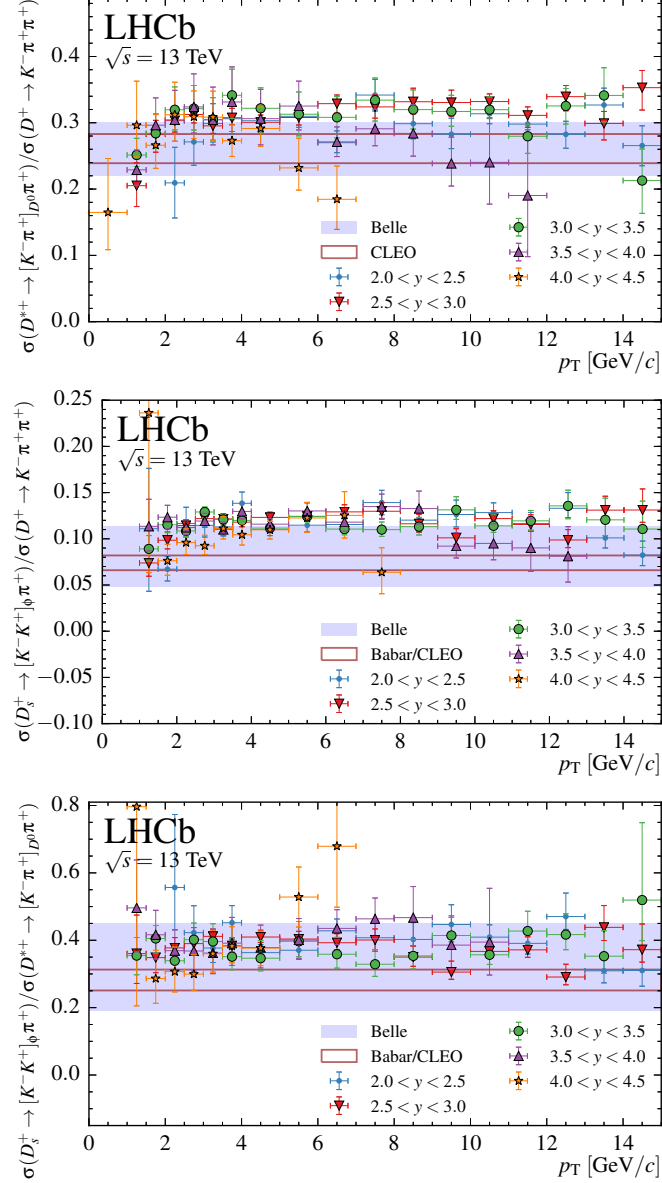 LHCb
√s = 13 TeV
σ(D*+ → [K−π+]D0π+)/σ(D+ → K−π+π+)
0.4
0.3
0.2
0.1
0.0
Belle
CLEO
2.0 < y < 2.5
2.5 < y < 3.0
3.0 < y < 3.5
3.5 < y < 4.0
4.0 < y < 4.5
0 2 4 6 8 10 12 14
pT [GeV/c]
LHCb
√s = 13 TeV
σ(Ds+ → [K−K+]ϕπ+)/σ(D+ → K−π+π+)
0.25
0.20
0.15
0.10
0.05
0.00
−0.05
−0.10
Belle
Babar/CLEO
2.0 < y < 2.5
2.5 < y < 3.0
3.0 < y < 3.5
3.5 < y < 4.0
4.0 < y < 4.5
0 2 4 6 8 10 12 14
pT [GeV/c]
LHCb
√s = 13 TeV
σ(Ds+ → [K−K+]ϕπ+)/σ(D*+ → [K−π+]D0π+)
0.8
0.6
0.4
0.2
0.0
Belle
Babar/CLEO
2.0 < y < 2.5
2.5 < y < 3.0
3.0 < y < 3.5
3.5 < y < 4.0
4.0 < y < 4.5
0 2 4 6 8 10 12 14
pT [GeV/c]